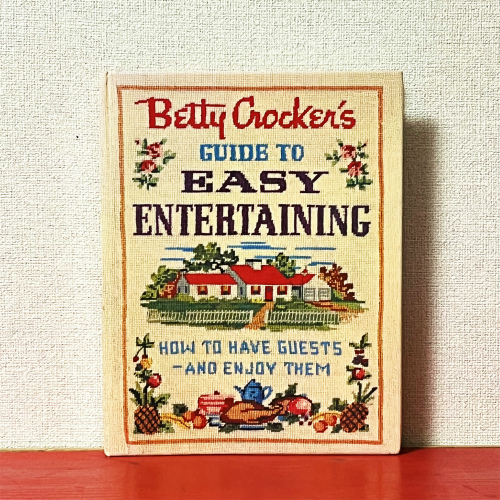 Betty Crocker's
GUIDE TO
EASY
ENTERTAINING
HOW TO HAVE GUESTS
—AND ENJOY THEM